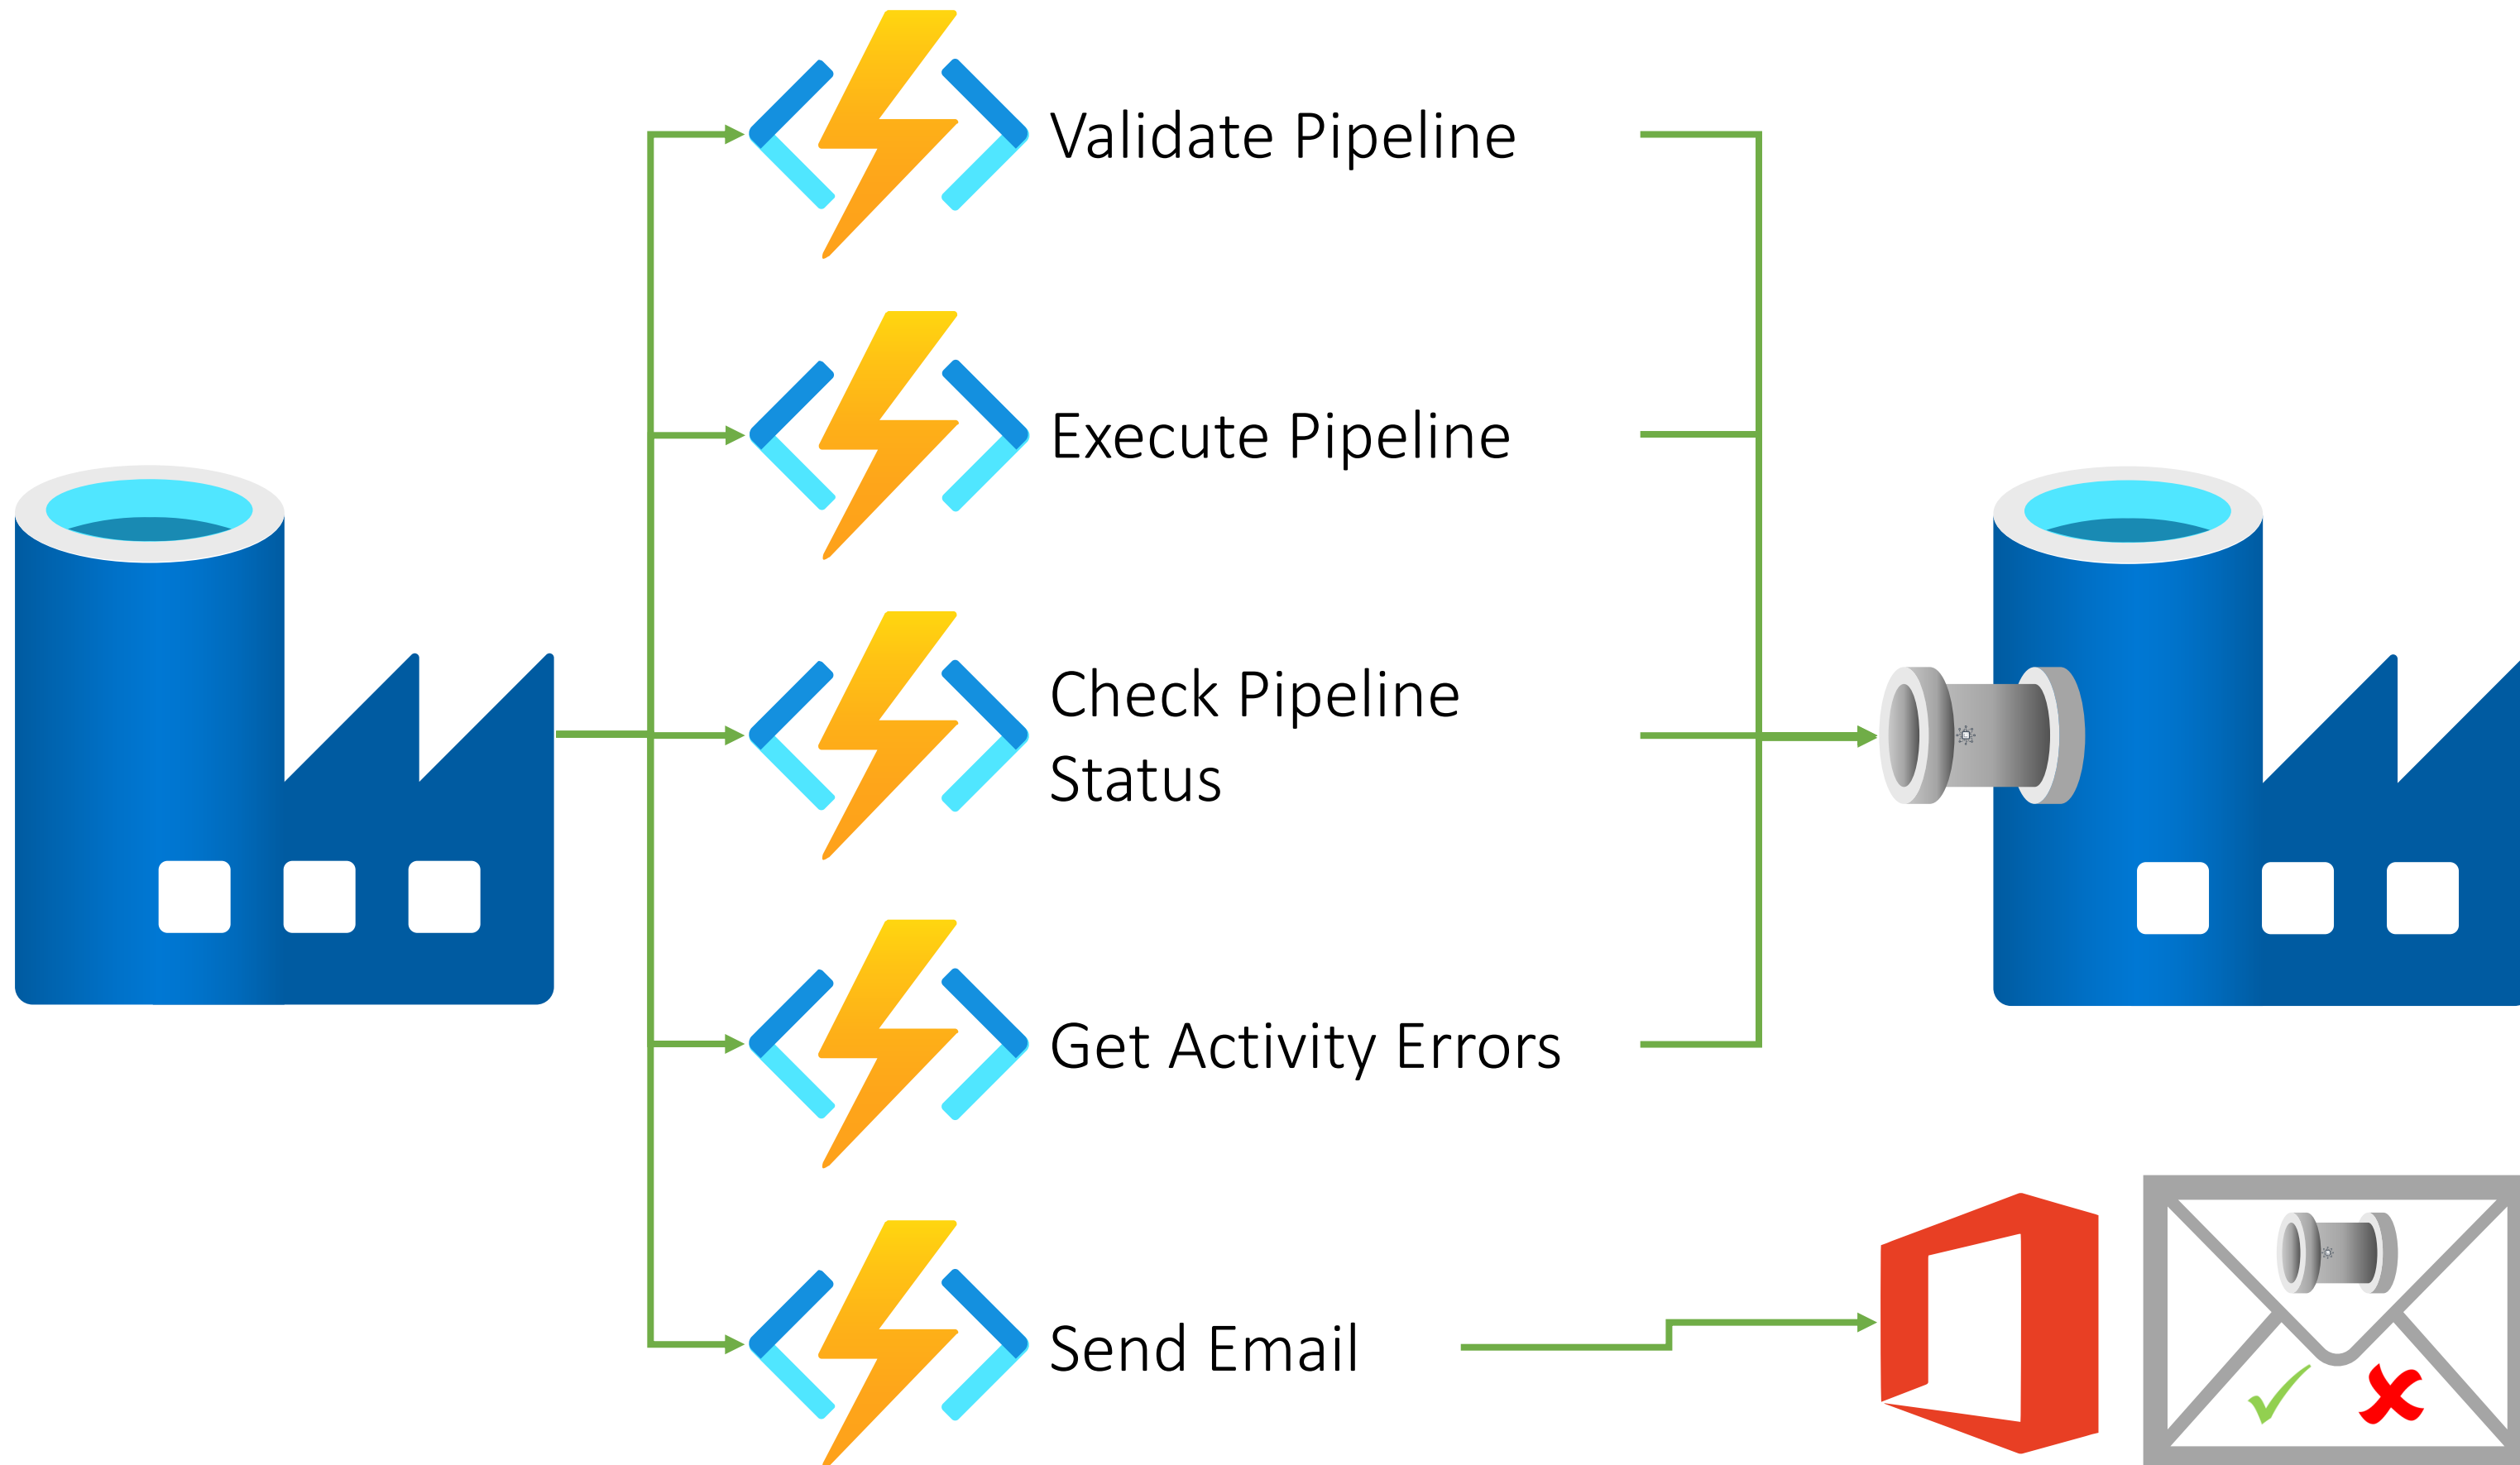 Validate Pipeline
Execute Pipeline
Check Pipeline
Status
Get Activity Errors
Send Email